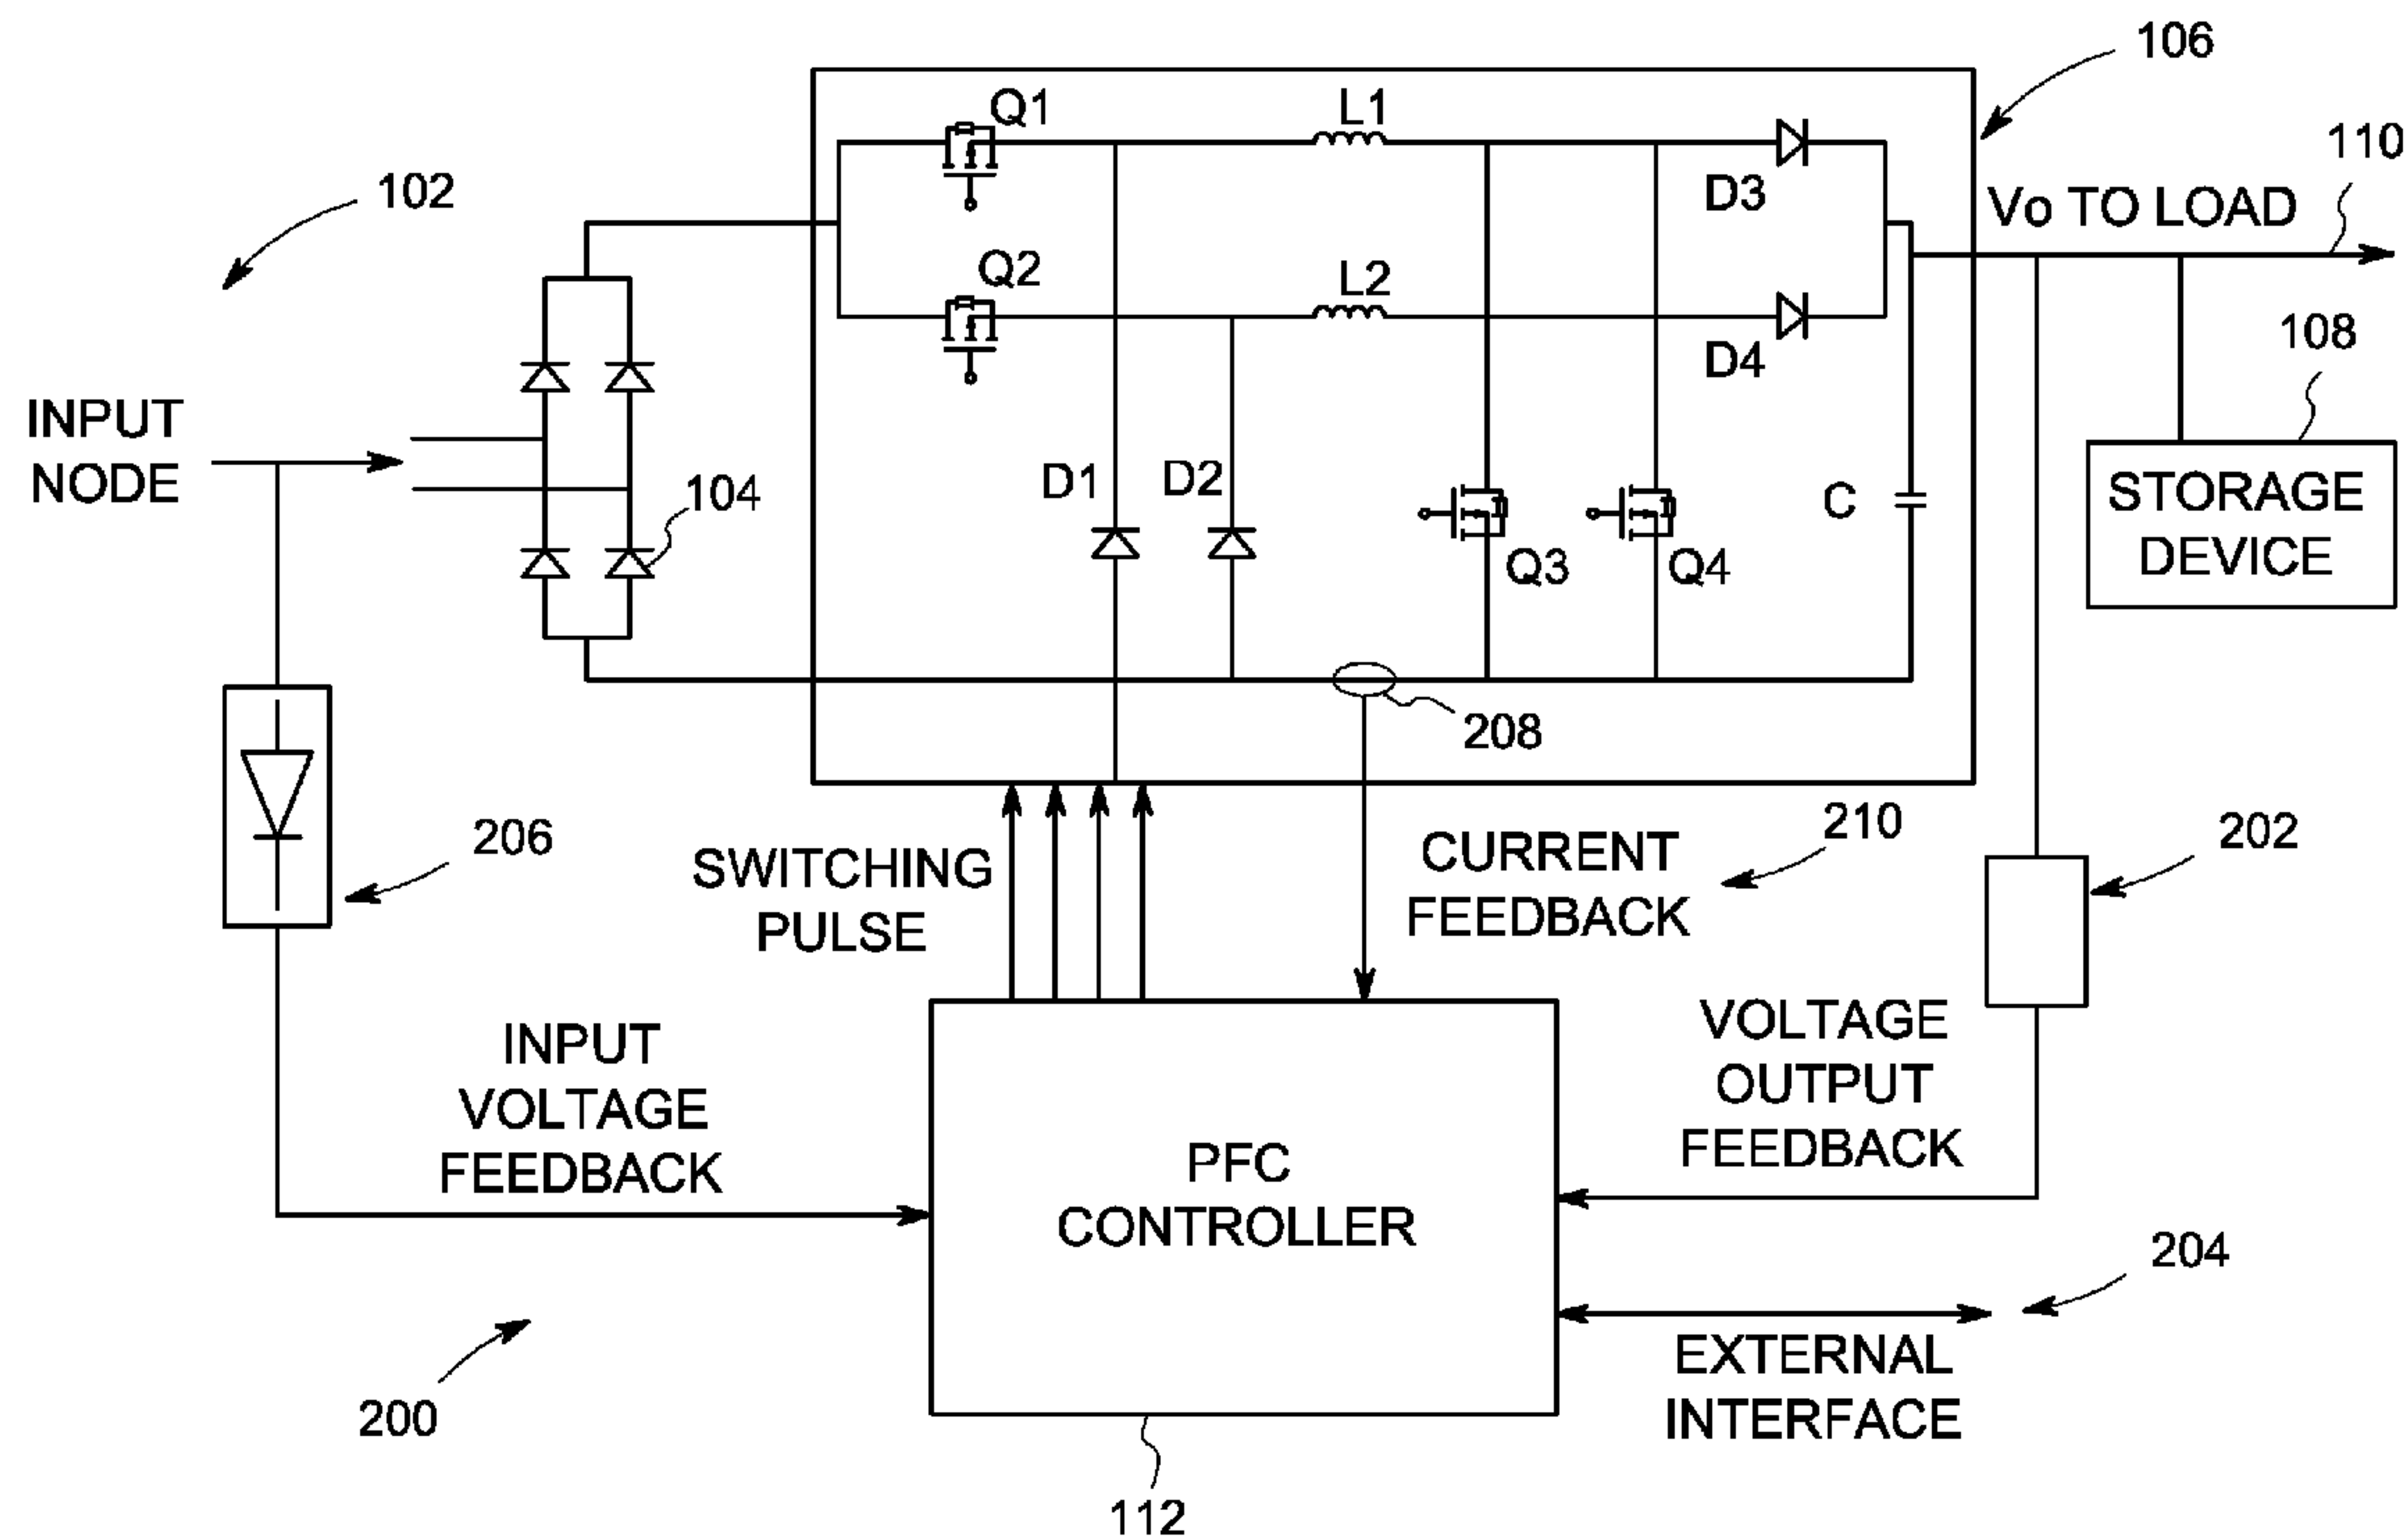 106
Q1
L1
110
102
D3
Vo TO LOAD
Q2
L2
108
D4
INPUT
NODE
104
D1
D2
C
STORAGE
DEVICE
Q3
Q4
208
206
SWITCHING
PULSE
CURRENT
FEEDBACK
210
202
INPUT
VOLTAGE
FEEDBACK
VOLTAGE
OUTPUT
FEEDBACK
PFC
CONTROLLER
204
EXTERNAL
INTERFACE
200
112